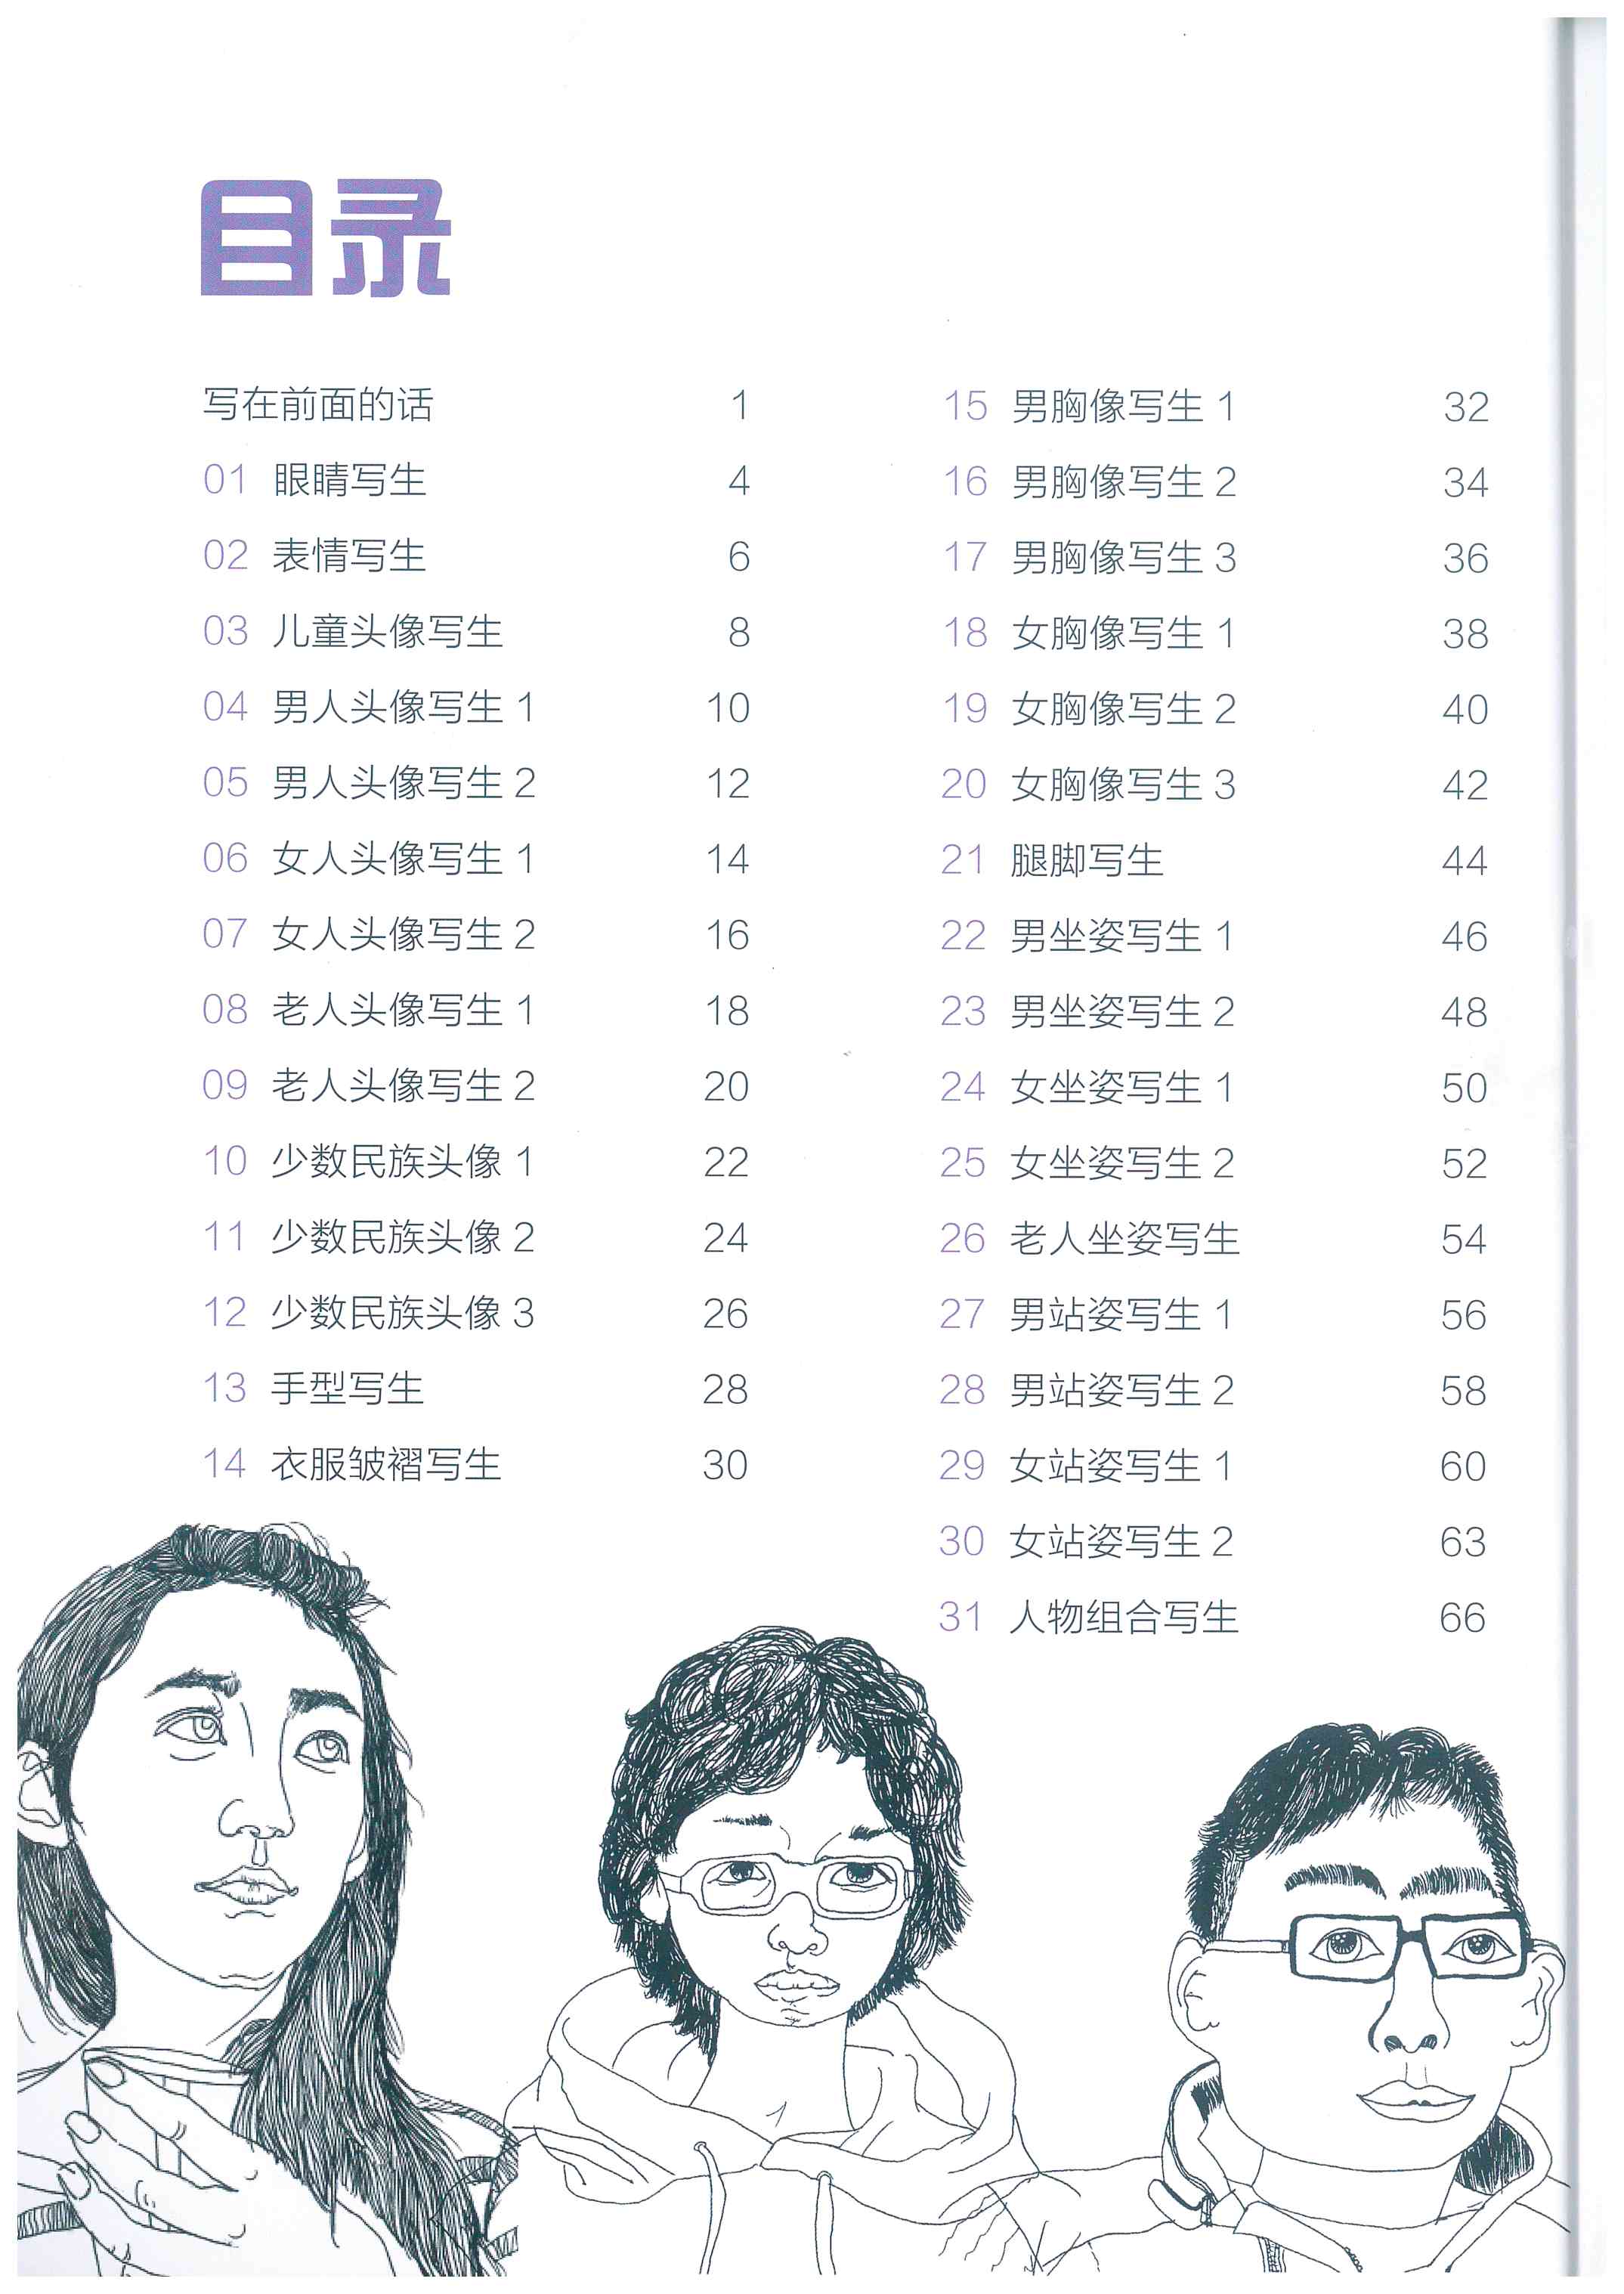 目录
写在前面的话 1
01 眼睛写生 4
02 表情写生 6
03 儿童头像写生 8
04 男人头像写生 1 10
05 男人头像写生 2 12
06 女人头像写生 1 14
07 女人头像写生 2 16
08 老人头像写生 1 18
09 老人头像写生 2 20
10 少数民族头像 1 22
11 少数民族头像 2 24
12 少数民族头像 3 26
13 手型写生 28
14 衣服皱褶写生 30
15 男胸像写生 1 32
16 男胸像写生 2 34
17 男胸像写生 3 36
18 女胸像写生 1 38
19 女胸像写生 2 40
20 女胸像写生 3 42
21 腿脚写生 44
22 男坐姿写生 1 46
23 男坐姿写生 2 48
24 女坐姿写生 1 50
25 女坐姿写生 2 52
26 老人坐姿写生 54
27 男站姿写生 1 56
28 男站姿写生 2 58
29 女站姿写生 1 60
30 女站姿写生 2 63
31 人物组合写生 66